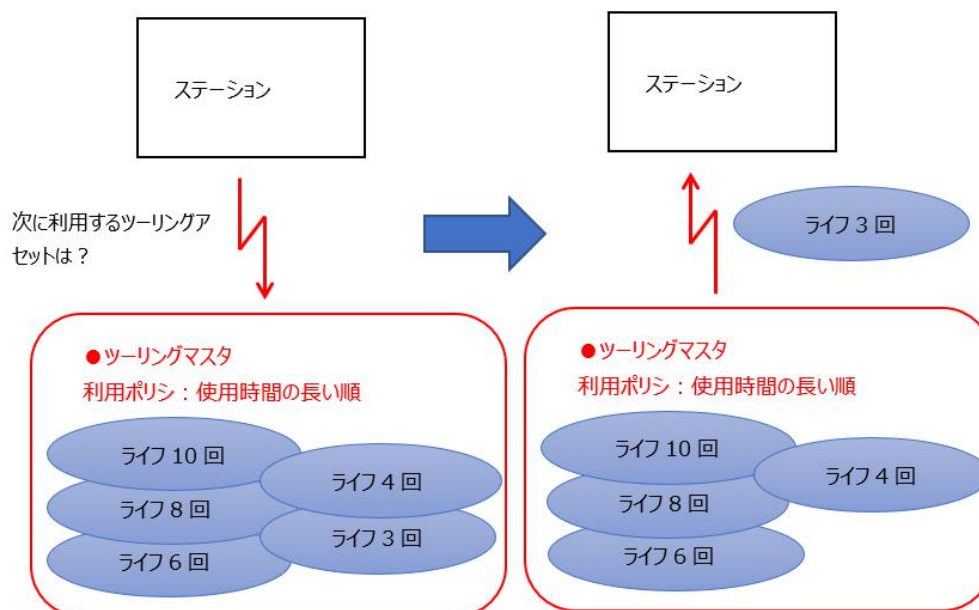 ステーション
次に利用するツーリングア
セットは？
●ツーリングマスタ
利用ポリシ：使用時間の長い順
ライフ 10 回
ライフ 8 回
ライフ 6 回
ライフ 4 回
ライフ 3 回
ステーション
ライフ 3 回
●ツーリングマスタ
利用ポリシ：使用時間の長い順
ライフ 10 回
ライフ 8 回
ライフ 6 回
ライフ 4 回